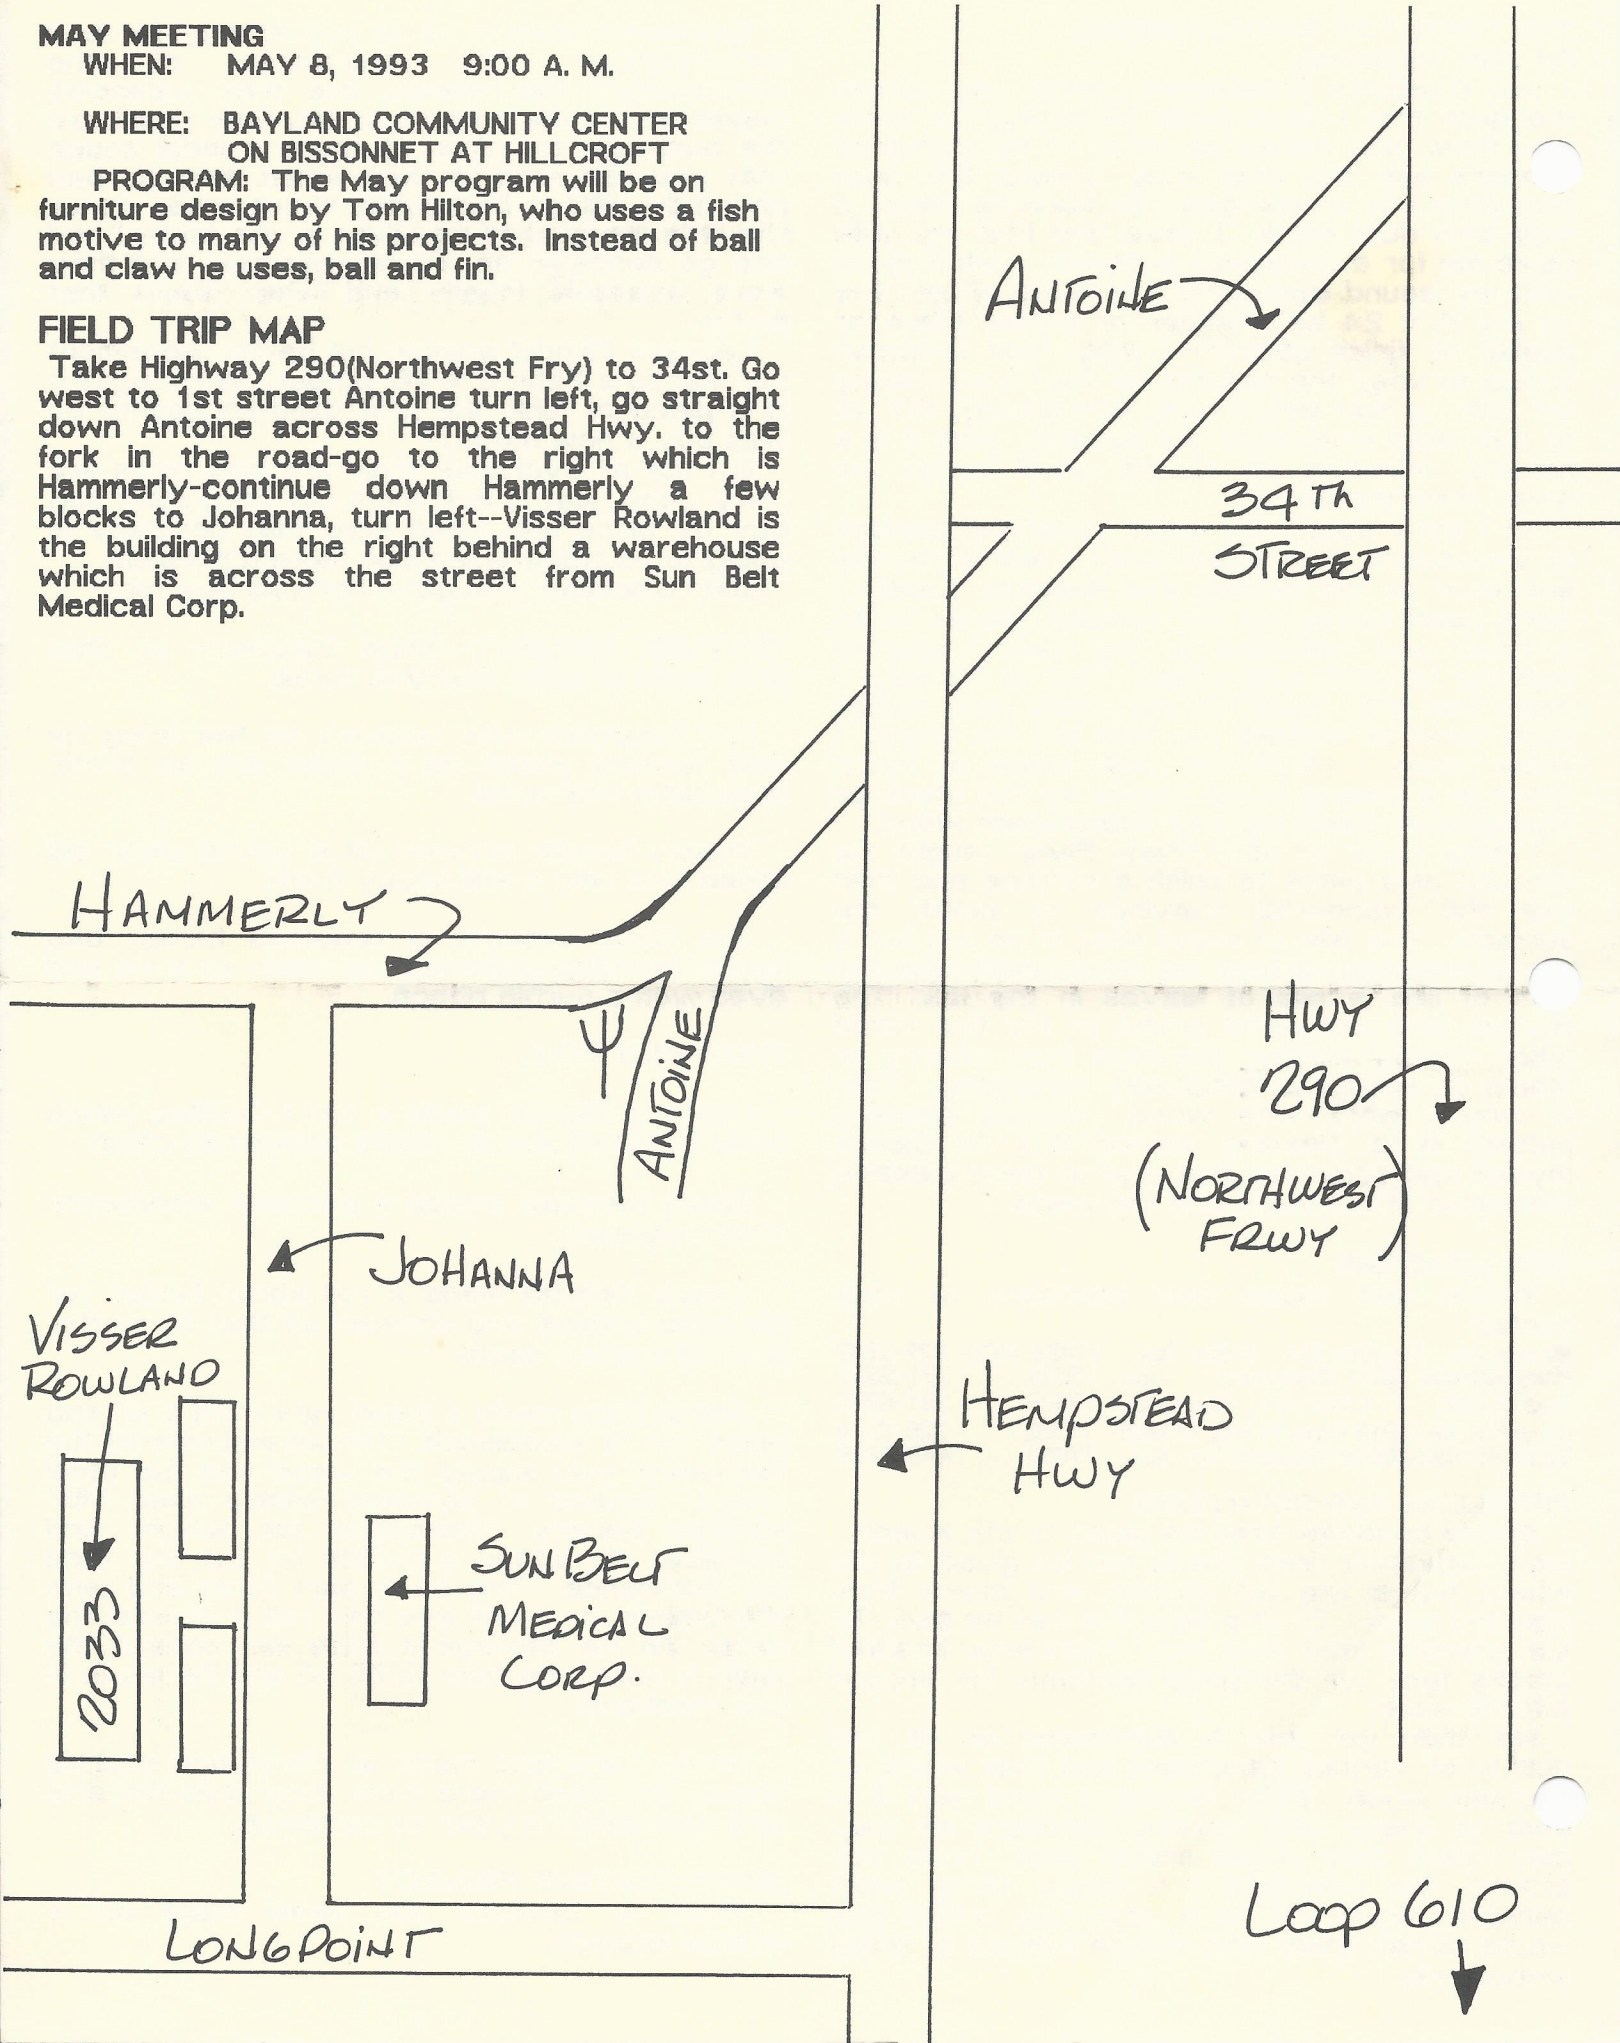 MAY MEETING
WHEN: MAY 8, 1993 9:00 A. M.
WHERE: BAYLAND COMMUNITY CENTER
ON BISSONNET AT HILLCROFT
PROGRAM: The May program will be on
furniture design by Tom Hilton, who uses a fish
motive to many of his projects. Instead of ball
and claw he uses, ball and fin.
FIELD TRIP MAP
Take Highway 290(Northwest Fry) to 34st. Go
west to 1st street Antoine turn left, go straight
down Antoine across Hempstead Hwy. to the
fork in the road-go to the right which is
Hammerly-continue down Hammerly a few
blocks to Johanna, turn left--Visser Rowland is
the building on the right behind a warehouse
which is across the street from Sun Belt
Medical Corp.
ANTOINE
34Th
STREET
HAMMERLY
ANTOINE
HWY
290
(NORTHWEST
FRWY)
JOHANNA
VISSER
ROWLAND
2033
HEMPSTEAD
HWY
SUN BELT
MEDICAL
CORP.
LONGPOINT
Loop 610